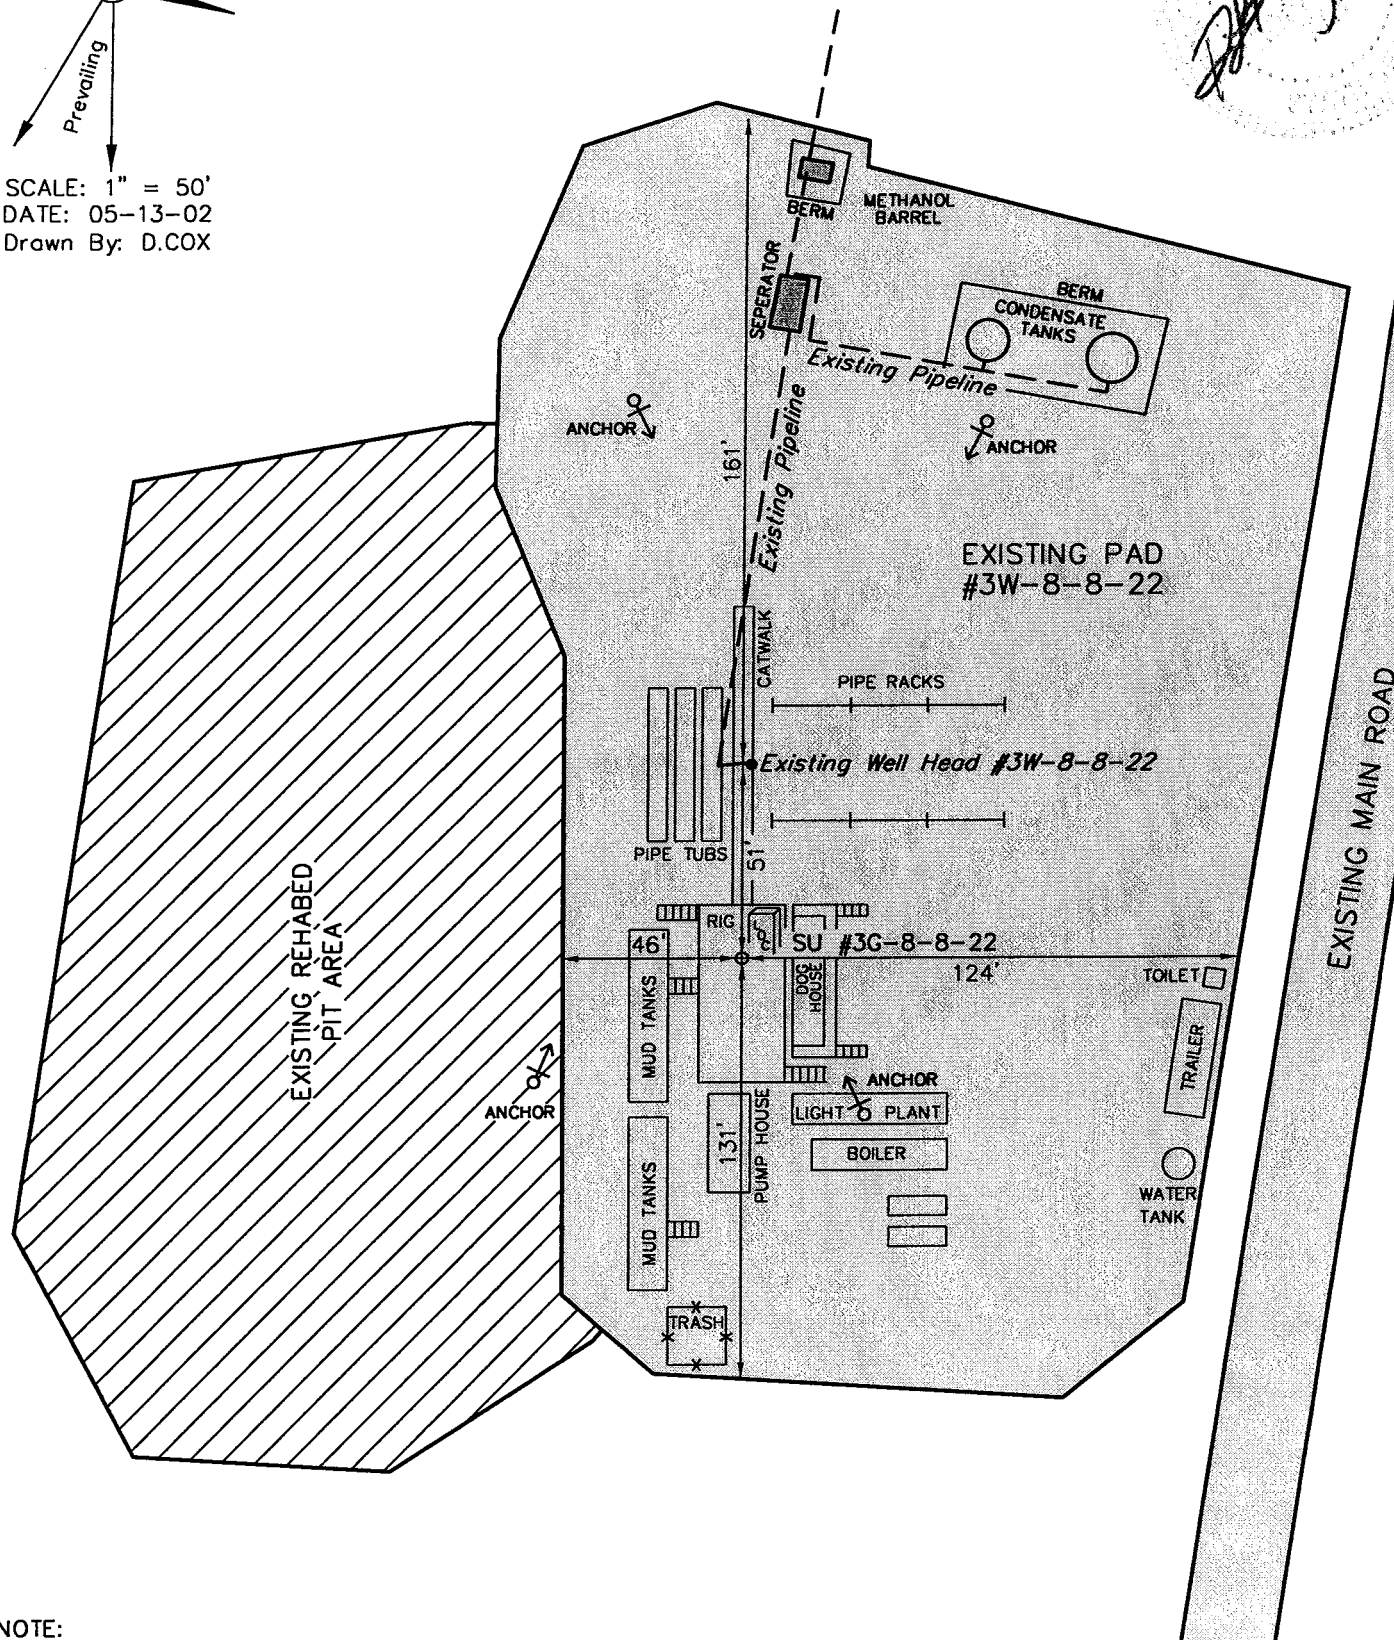 Prevailing
SCALE: 1" = 50'
DATE: 05-13-02
Drawn By: D.COX
BERM
METHANOL
BARREL
SEPERATOR
BERM
CONDENSATE
TANKS
Existing Pipeline
ANCHOR
ANCHOR
161'
Existing Pipeline
EXISTING PAD
#3W-8-8-22
CATWALK
PIPE RACKS
Existing Well Head #3W-8-8-22
PIPE TUBS
51'
EXISTING MAIN ROAD
EXISTING REHABED
PIT AREA
RIG
46'
SU #3G-8-8-22
124'
DOG
HOUSE
TOILET
MUD TANKS
TRAILER
ANCHOR
ANCHOR
LIGHT PLANT
131'
PUMP HOUSE
BOILER
MUD TANKS
WATER
TANK
TRASH
NOTE: